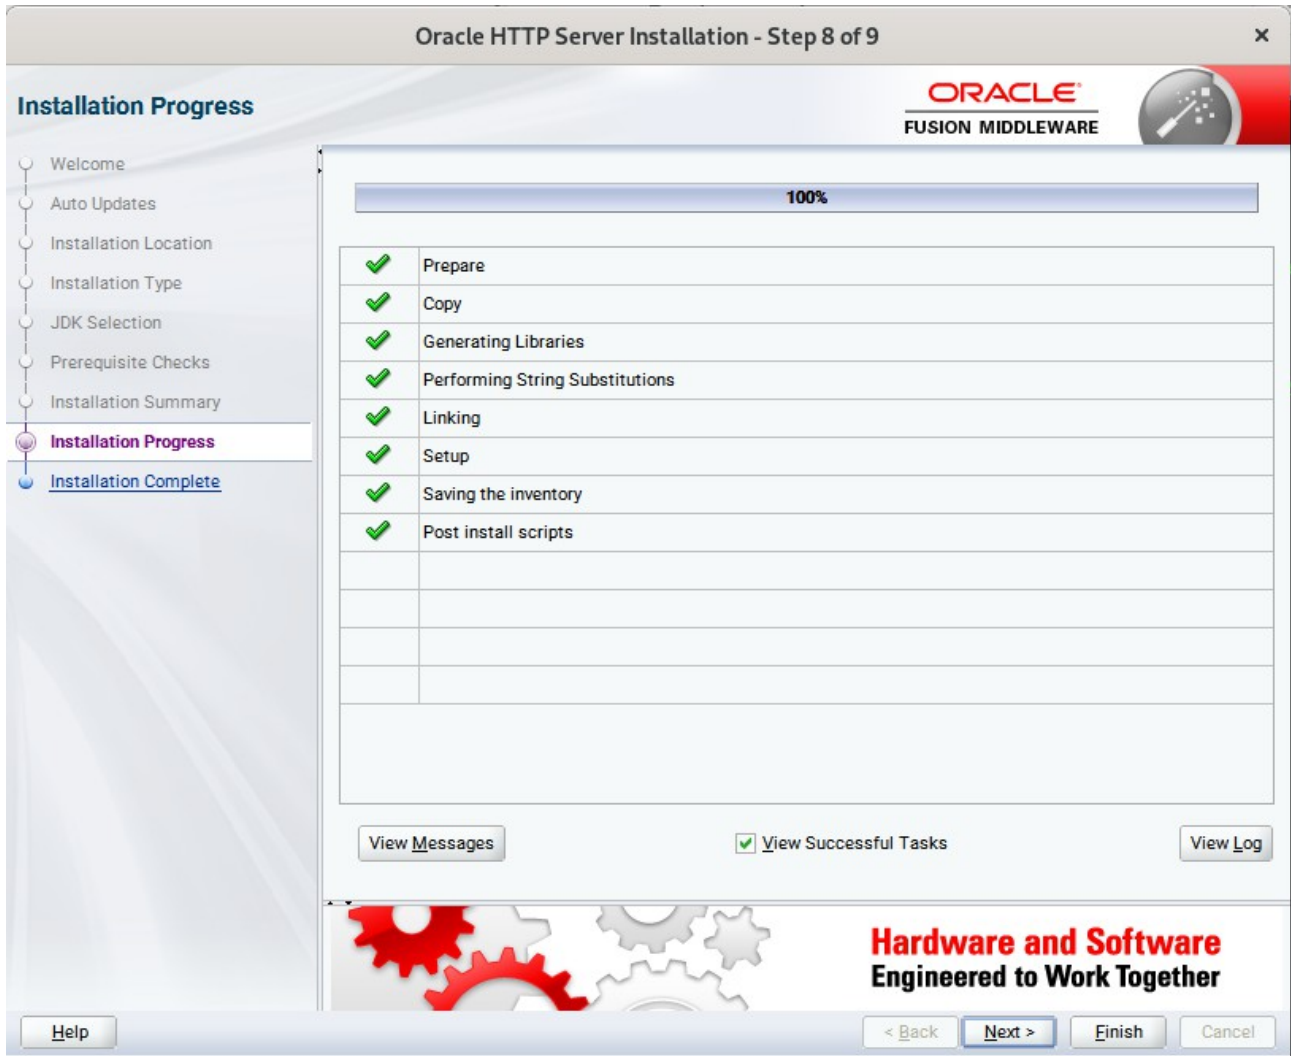 Oracle HTTP Server Installation - Step 8 of 9
Installation Progress
ORACLE
FUSION MIDDLEWARE
Welcome
Auto Updates
Installation Location
Installation Type
JDK Selection
Prerequisite Checks
Installation Summary
Installation Progress
Installation Complete
100%
Prepare
Copy
Generating Libraries
Performing String Substitutions
Linking
Setup
Saving the inventory
Post install scripts
View Messages
View Successful Tasks
View Log
Hardware and Software
Engineered to Work Together
Help
< Back
Next >
Finish
Cancel